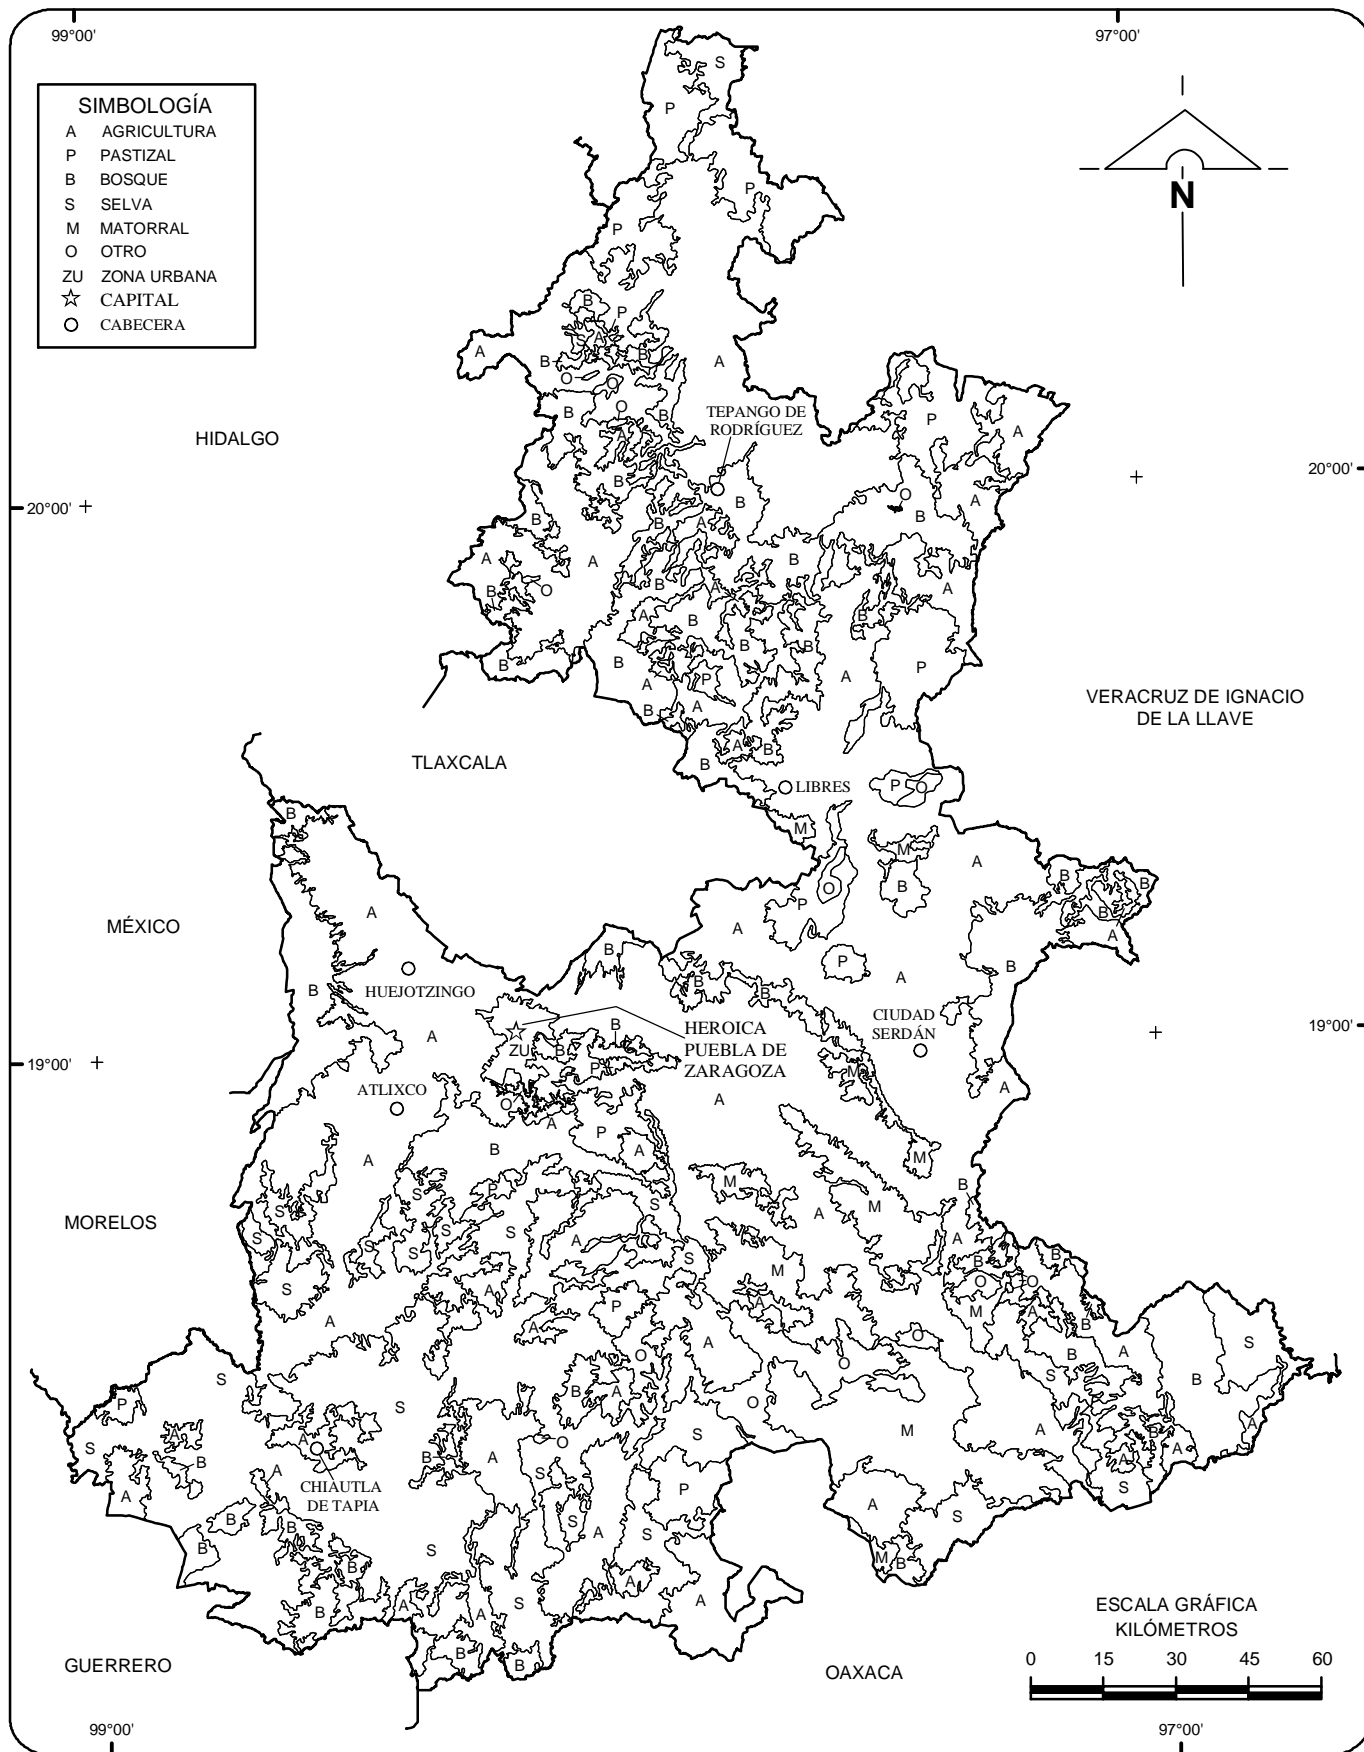 99°00'
97°00'
SIMBOLOGÍA
A AGRICULTURA
P PASTIZAL
B BOSQUE
S SELVA
M MATORRAL
O OTRO
ZU ZONA URBANA
CAPITAL
CABECERA
N
S
P
P
P
B
P
S A
A
B
B
O
O
A
B
O
B
A
TEPANGO DE
RODRÍGUEZ
P
A
HIDALGO
20°00'
20°00'
B
B
O
A
B
B
B
A
A
A
B
O
B
A
B
A
A
B
B
B
B
B
P
A
P
A
B
A
VERACRUZ DE IGNACIO
DE LA LLAVE
A
B
TLAXCALA
B
LIBRES
P
O
B
M
M
A
B
B
B
O
B
P
A
A
B
A
MÉXICO
B
P
B
A
HUEJOTZINGO
B
B
B
CIUDAD
SERDÁN
HEROICA
PUEBLA DE
ZARAGOZA
A
B
ZU
B
P
19°00'
19°00'
M
A
ATLIXCO
O
A
A
P
A
B
A
M
M
B
S
P
M
S
S
A
MORELOS
S
S
S
S
S
A
A
B
B
S
M
O
O
S
A
A
P
M
A
A
A
A
O
B
S
O
O
B
A
S
S
B
A
B
P
S
O
A
A
A
S
O
S
M
A
B
A
S
B
B
A
S
A
A
CHIAUTLA
DE TAPIA
A
P
S
A
S
B
B
S
A
S
B
S
M
B
B
A
B
A
A
S
A
ESCALA GRÁFICA
KILÓMETROS
B
B
GUERRERO
OAXACA
0 15 30 45 60
99°00'
97°00'